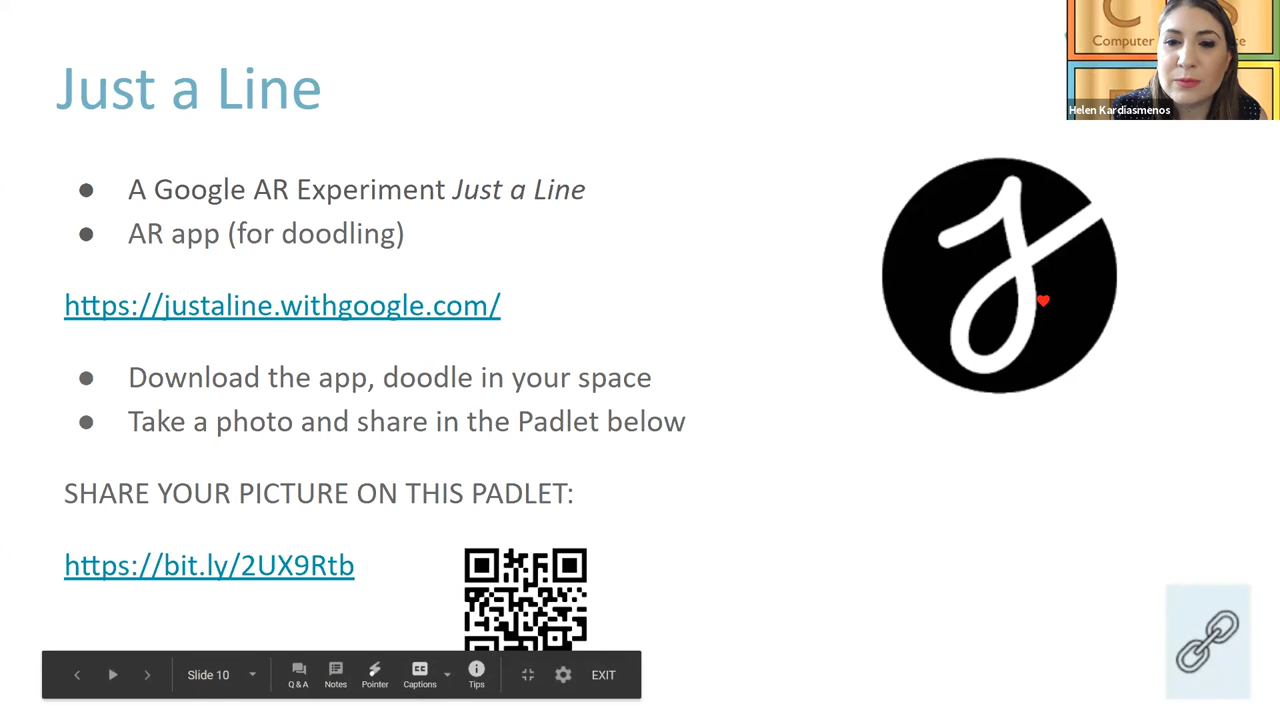 Just a Line
Computer
ce
Helen Kardiasmenos
● A Google AR Experiment Just a Line
● AR app (for doodling)
https://justaline.withgoogle.com/
● Download the app, doodle in your space
● Take a photo and share in the Padlet below
SHARE YOUR PICTURE ON THIS PADLET:
https://bit.ly/2UX9Rtb
Slide 10
Q & A
Notes
Pointer
CC
Captions
Tips
EXIT